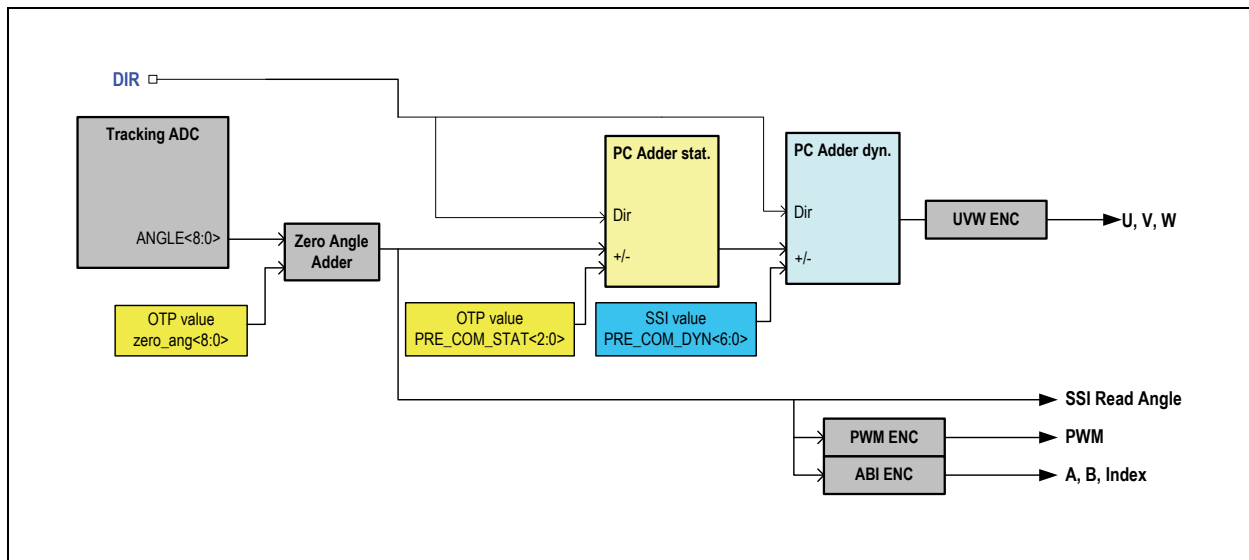 DIR
Tracking ADC
ANGLE<8:0>
Zero Angle
Adder
OTP value
zero_ang<8:0>
PC Adder stat.
Dir
+/-
OTP value
PRE_COM_STAT<2:0>
PC Adder dyn.
Dir
+/-
SSI value
PRE_COM_DYN<6:0>
UVW ENC
U, V, W
SSI Read Angle
PWM ENC
PWM
ABI ENC
A, B, Index